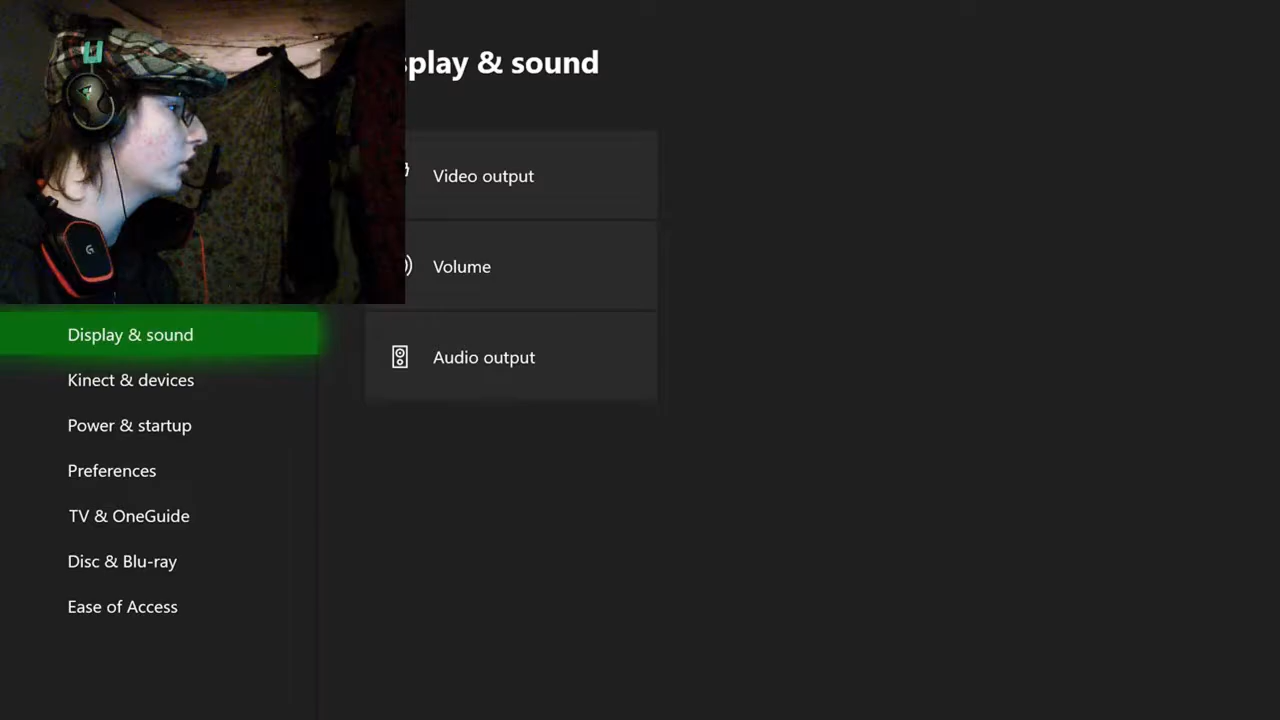 splay & sound
Video output
Volume
Audio output
Display & sound
Kinect & devices
Power & startup
Preferences
TV & OneGuide
Disc & Blu-ray
Ease of Access